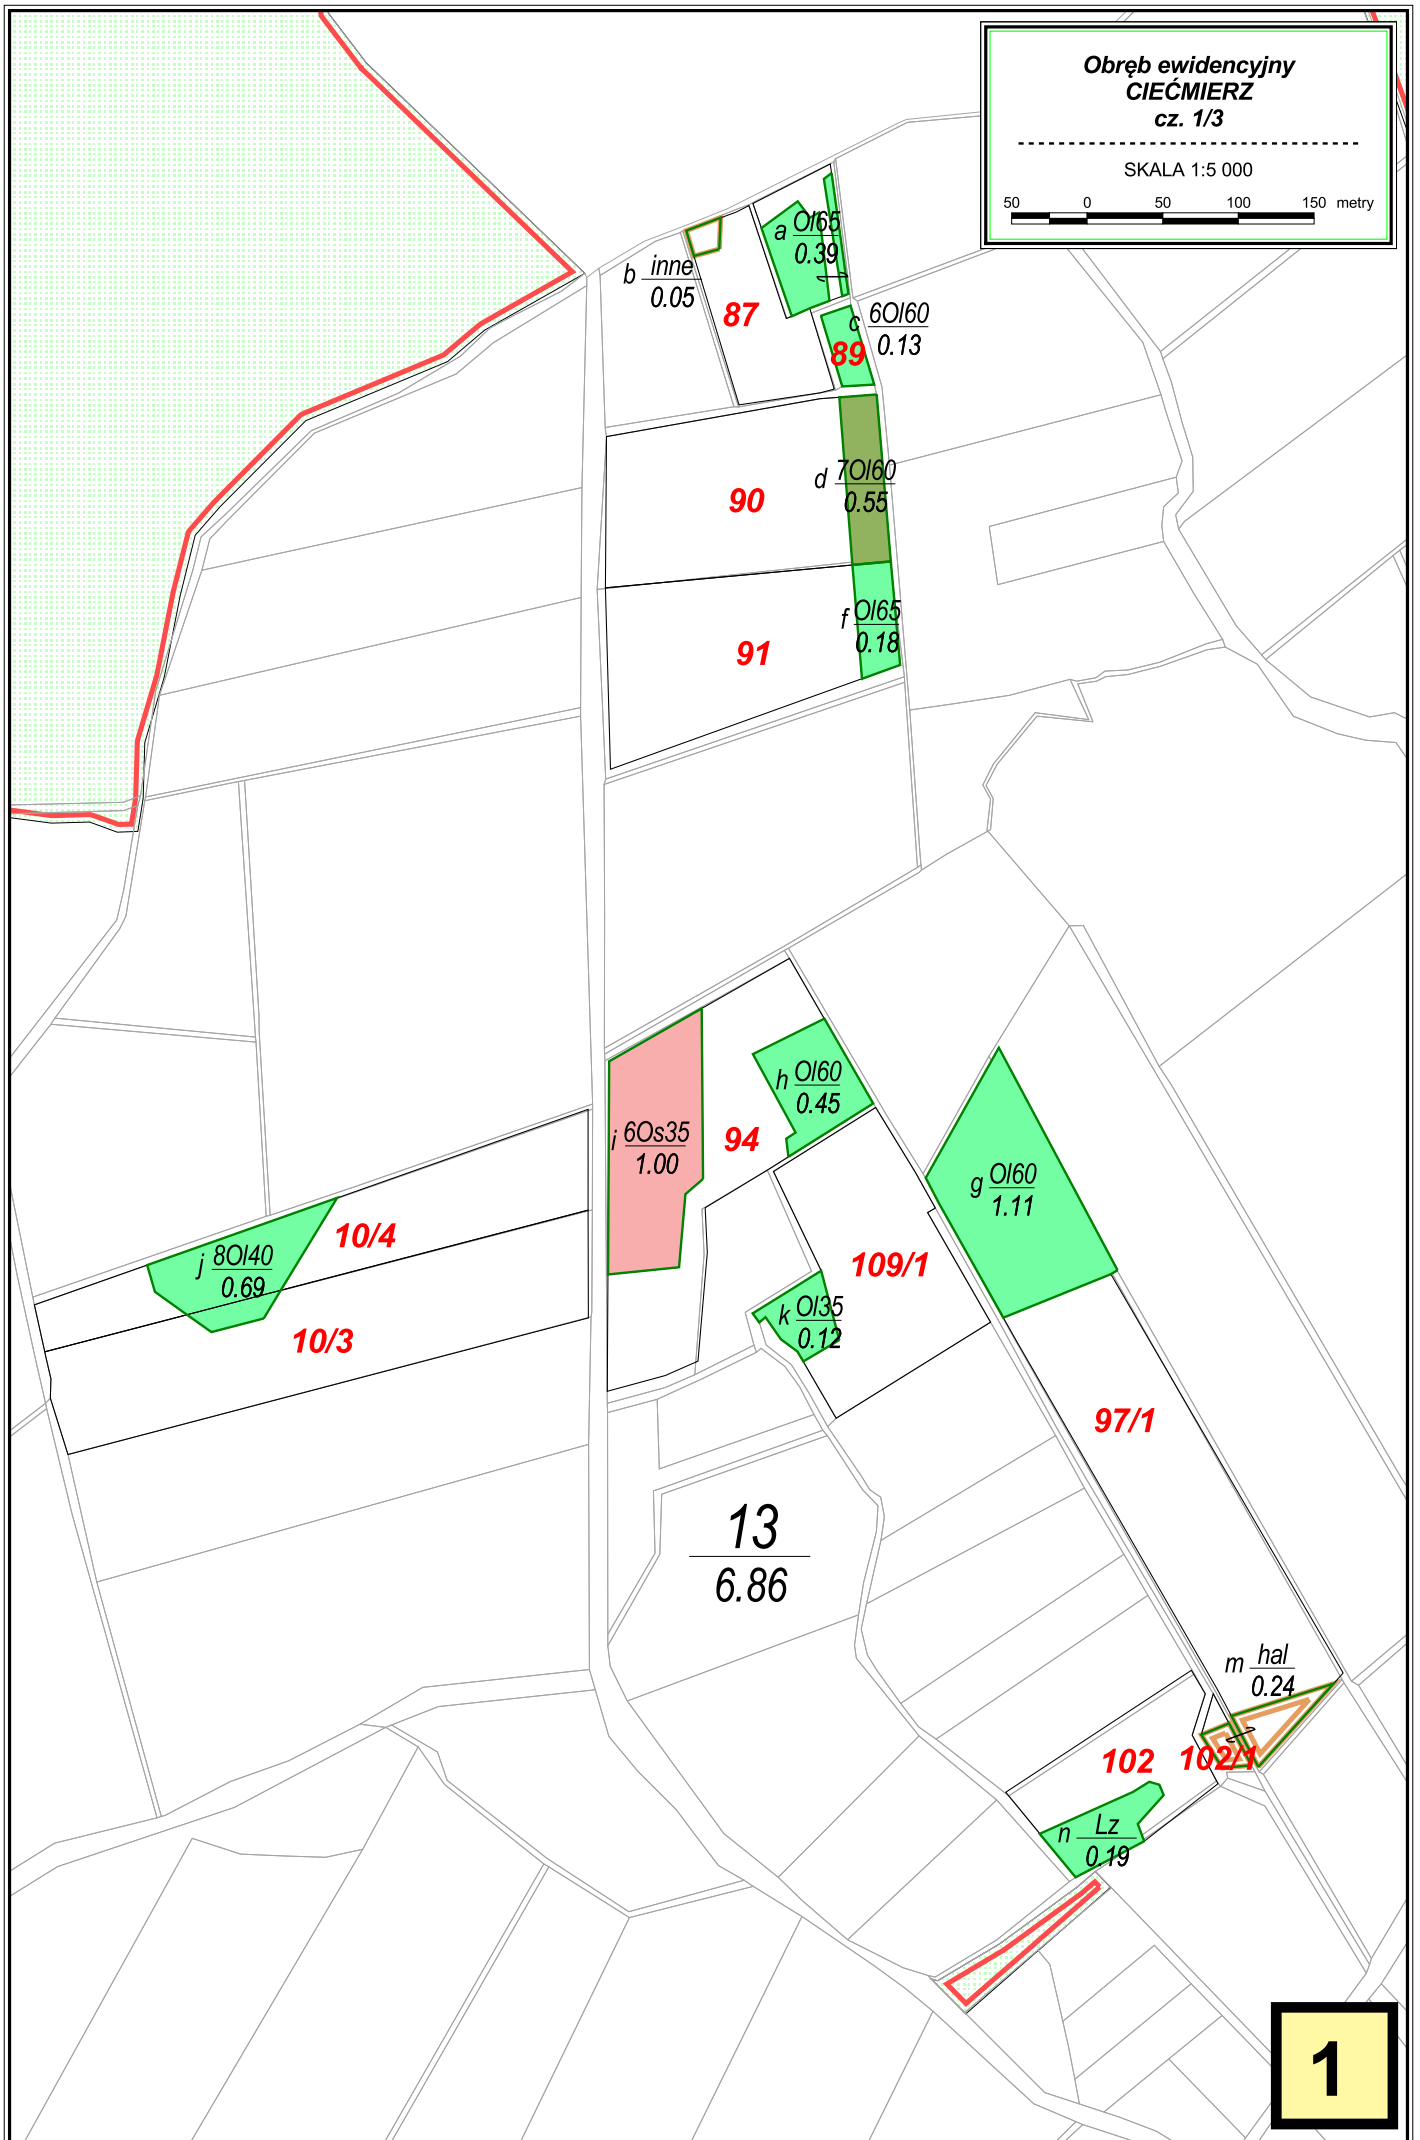 Obręb ewidencyjny
CIEĆMIERZ
cz. 1/3
SKALA 1:5 000
50 0 50 100 150 metry
a Ol65
0.39
b inne
0.05
87
c 6Ol60
0.13
89
d 7Ol60
0.55
90
f Ol65
0.18
91
h Ol60
0.45
i 6Os35
1.00
94
g Ol60
1.11
10/4
j 8Ol40
0.69
109/1
k Ol35
0.12
10/3
97/1
13
6.86
m hal
0.24
102
102/1
n Lz
0.19
1